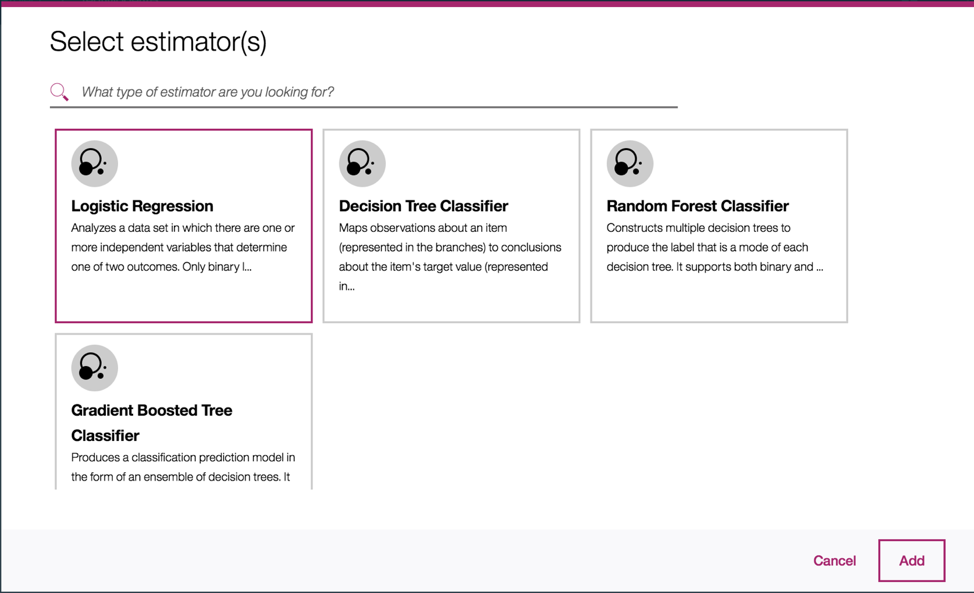 Select estimator(s)
What type of estimator are you looking for?
Logistic Regression
Analyzes a data set in which there are one or
more independent variables that determine
one of two outcomes. Only binary l...
Decision Tree Classifier
Maps observations about an item
(represented in the branches) to conclusions
about the item's target value (represented
in...
Random Forest Classifier
Constructs multiple decision trees to
produce the label that is a mode of each
decision tree. It supports both binary and ...
Gradient Boosted Tree
Classifier
Produces a classification prediction model in
the form of an ensemble of decision trees. It
Cancel
Add